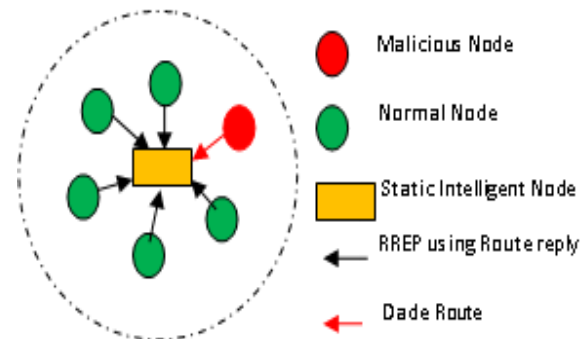 Malicious Node
Normal Node
Static Intelligent Node
RREP using Route reply
Dade Route